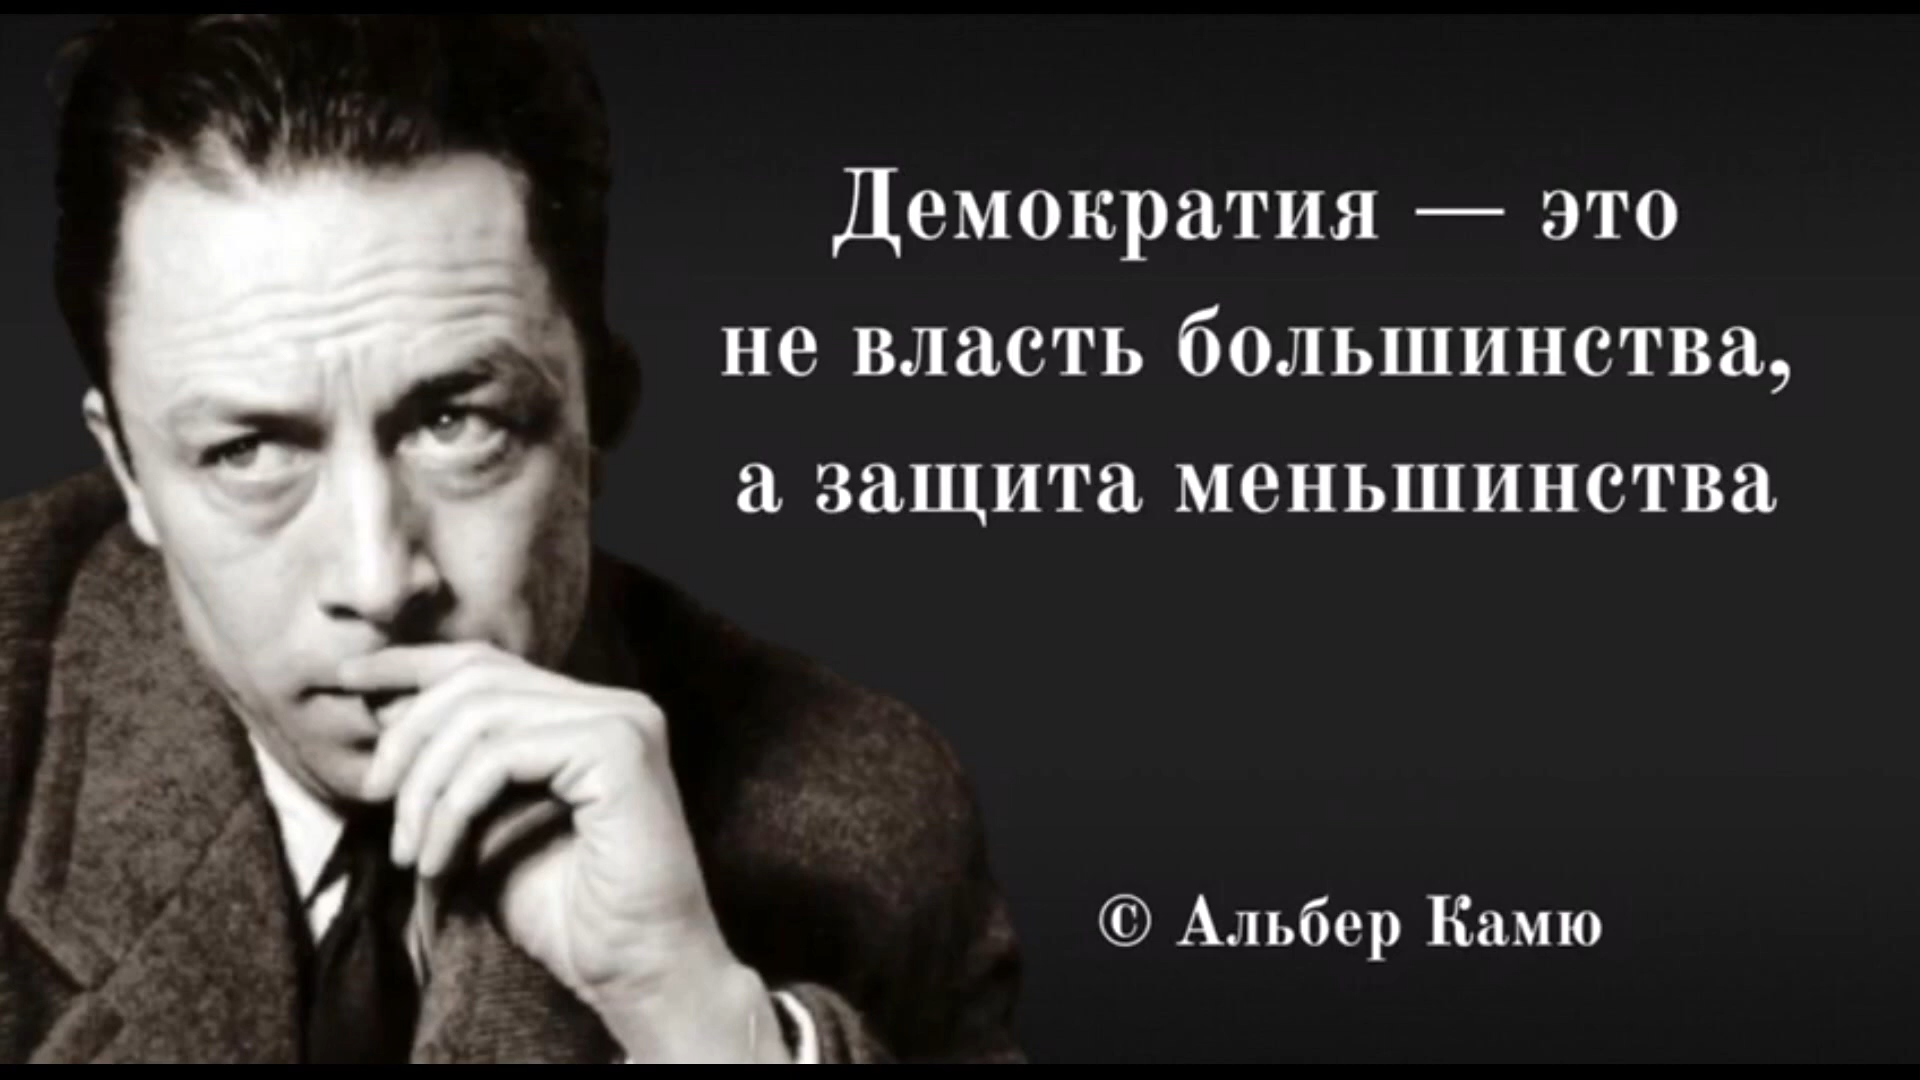 Демократия — это
не власть большинства,
а защита меньшинства
© Альбер Камю